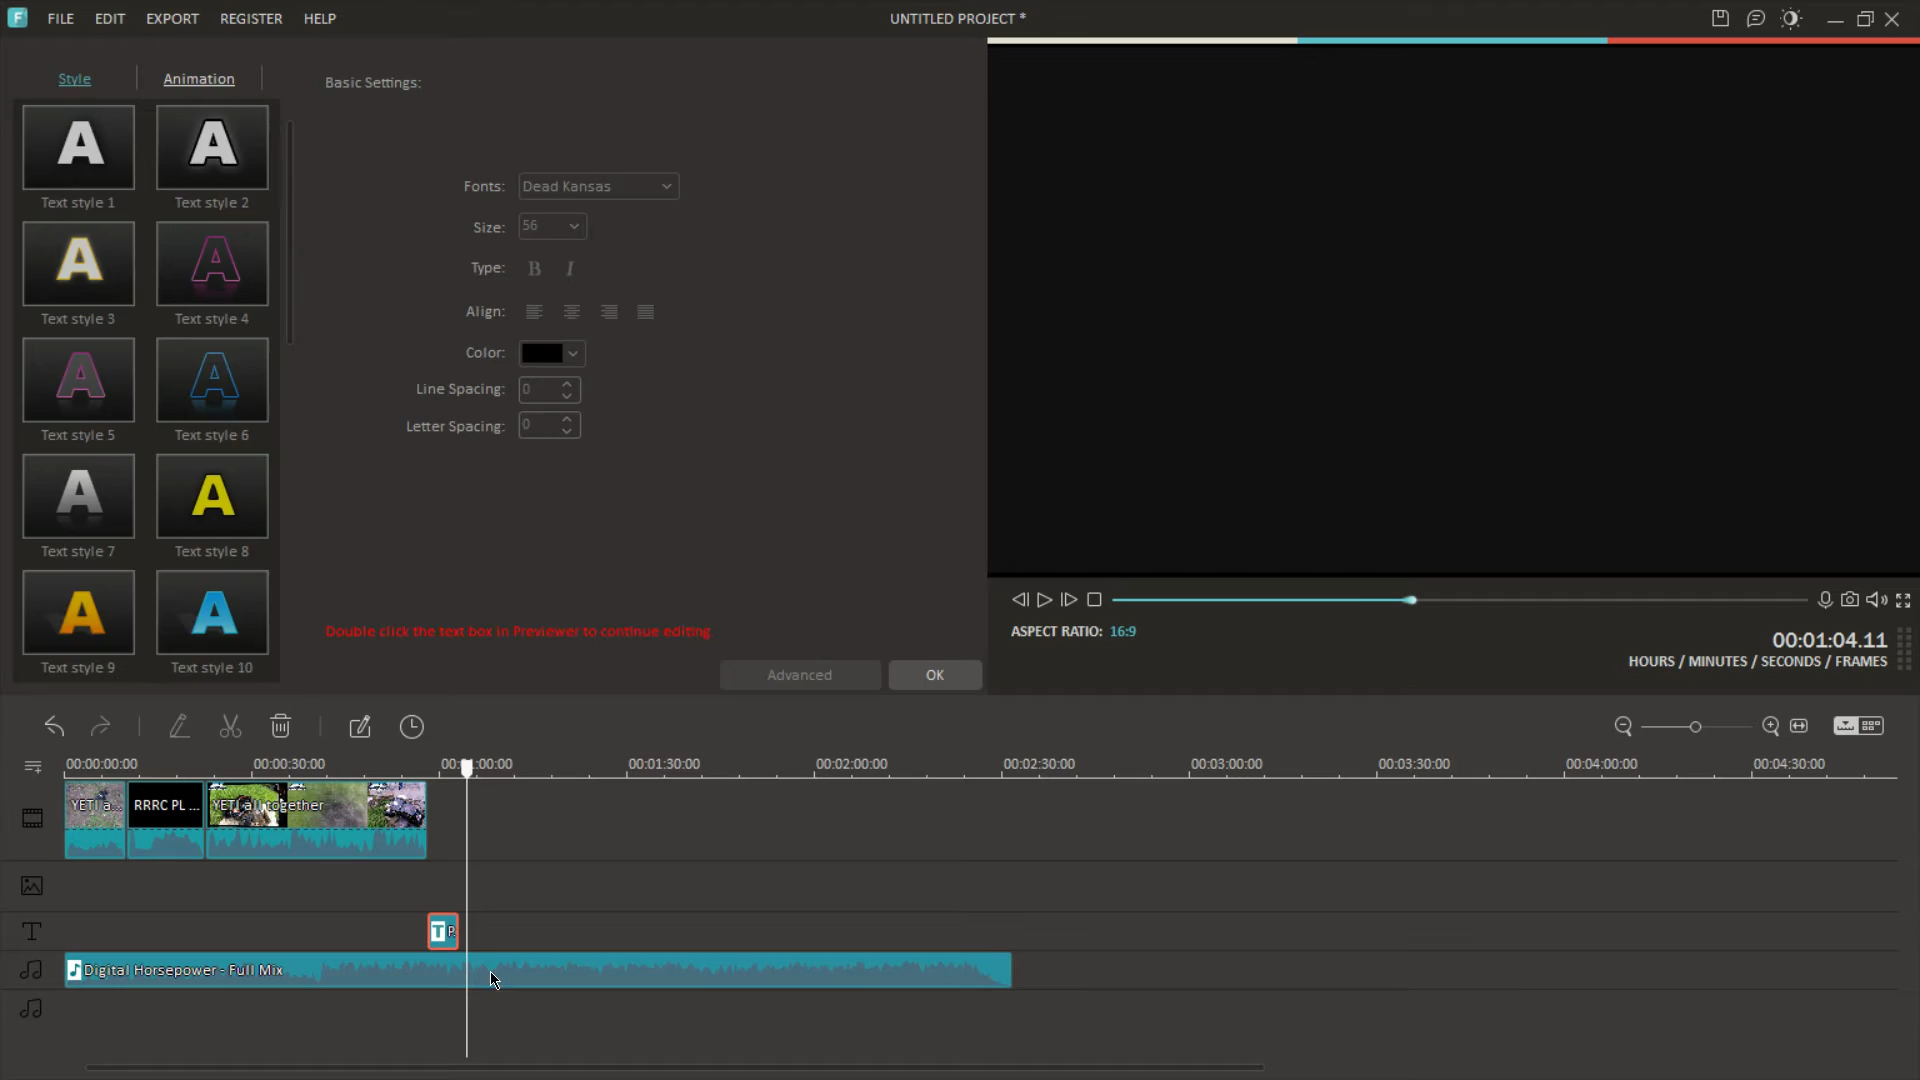 FILE EDIT EXPORT REGISTER HELP UNTITLED PROJECT *
Style Animation Basic Settings:
Text style 1 Text style 2
Text style 3 Text style 4
Text style 5 Text style 6
Text style 7 Text style 8
Text style 9 Text style 10
Fonts: Dead Kansas
Size: 56
Type: B I
Align:
Color:
Line Spacing: 0
Letter Spacing: 0
Double click the text box in Previewer to continue editing
Advanced OK
ASPECT RATIO: 16:9
00:01:04.11
HOURS / MINUTES / SECONDS / FRAMES
00:00:00:00 00:00:30:00 00:01:00:00 00:01:30:00 00:02:00:00 00:02:30:00 00:03:00:00 00:03:30:00 00:04:00:00 00:04:30:00
YETI a... RRRC PL ... YETI all together
T P
Digital Horsepower - Full Mix